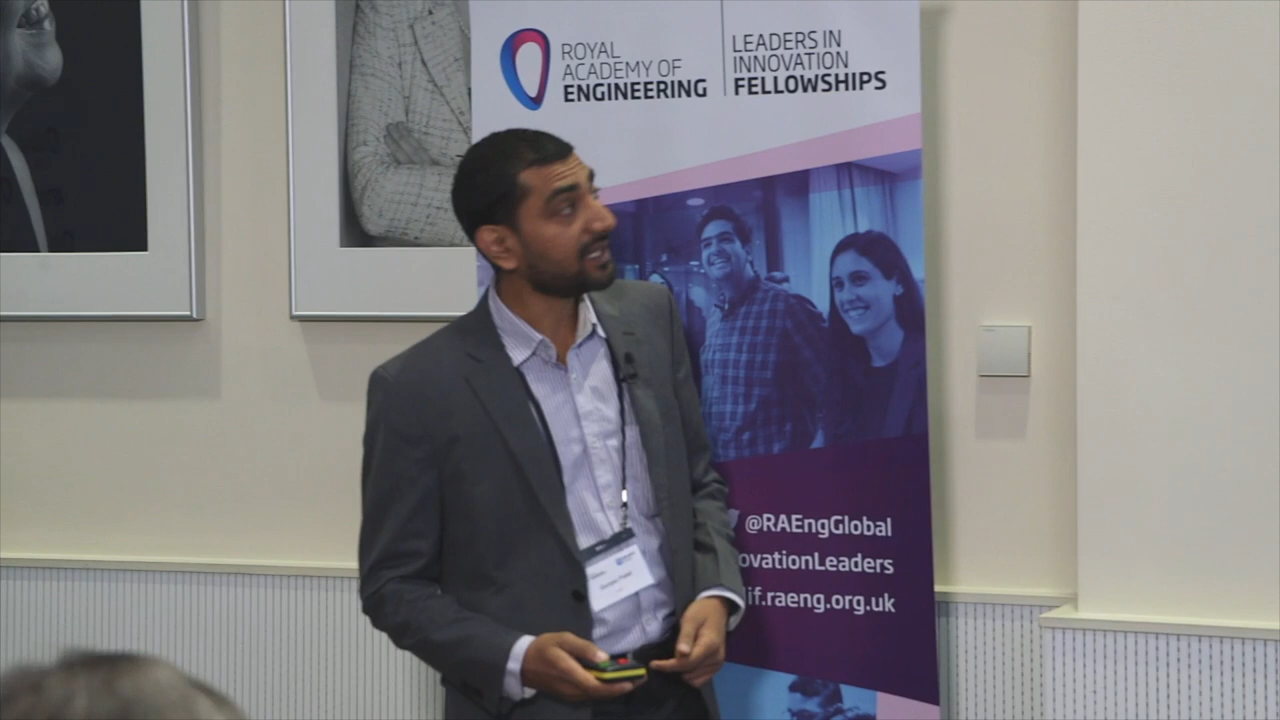 ROYAL
ACADEMY OF
ENGINEERING
LEADERS IN
INNOVATION
FELLOWSHIPS
@RAEngGlobal
ovationLeaders
lif.raeng.org.uk